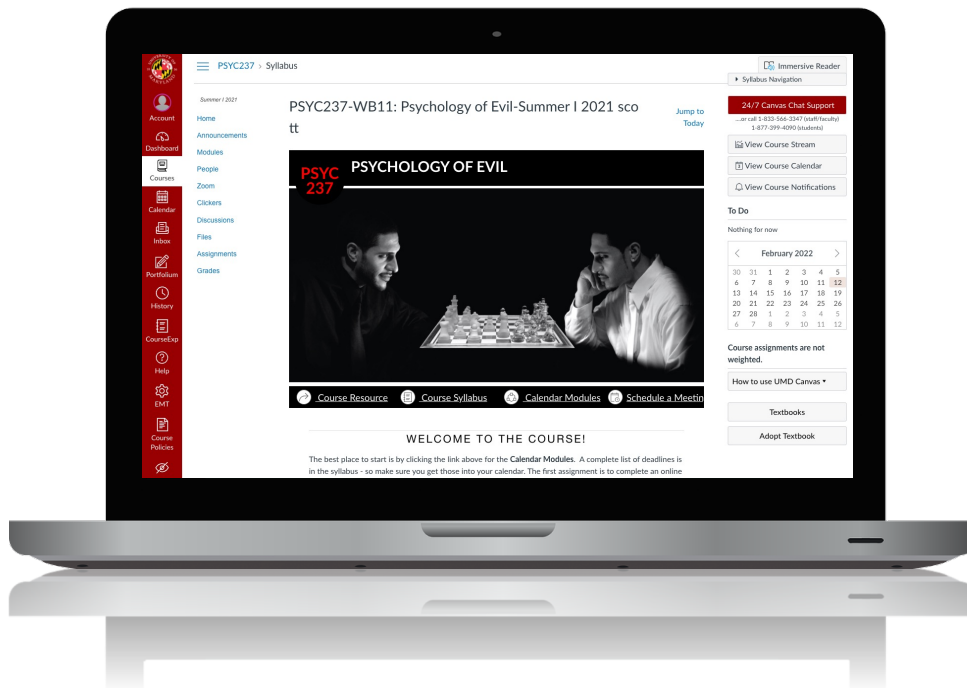 UNIVERSITY OF
MARYLAND
Account
Dashboard
Courses
Calendar
Inbox
Portfolium
History
CourseExp
Help
EMT
Course
Policies
PSYC237 › Syllabus
Immersive Reader
Syllabus Navigation
Summer I 2021
Home
Announcements
Modules
People
Zoom
Clickers
Discussions
Files
Assignments
Grades
PSYC237-WB11: Psychology of Evil-Summer I 2021 sco
tt
Jump to
Today
PSYC
237
PSYCHOLOGY OF EVIL
Course Resource Course Syllabus Calendar Modules Schedule a Meetin
WELCOME TO THE COURSE!
The best place to start is by clicking the link above for the Calendar Modules. A complete list of deadlines is
in the syllabus - so make sure you get those into your calendar. The first assignment is to complete an online
24/7 Canvas Chat Support
....or call 1-833-566-3347 (staff/faculty)
1-877-399-4090 (students)
View Course Stream
View Course Calendar
View Course Notifications
To Do
Nothing for now
February 2022
30 31 1 2 3 4 5
6 7 8 9 10 11 12
13 14 15 16 17 18 19
20 21 22 23 24 25 26
27 28 1 2 3 4 5
6 7 8 9 10 11 12
Course assignments are not
weighted.
How to use UMD Canvas
Textbooks
Adopt Textbook